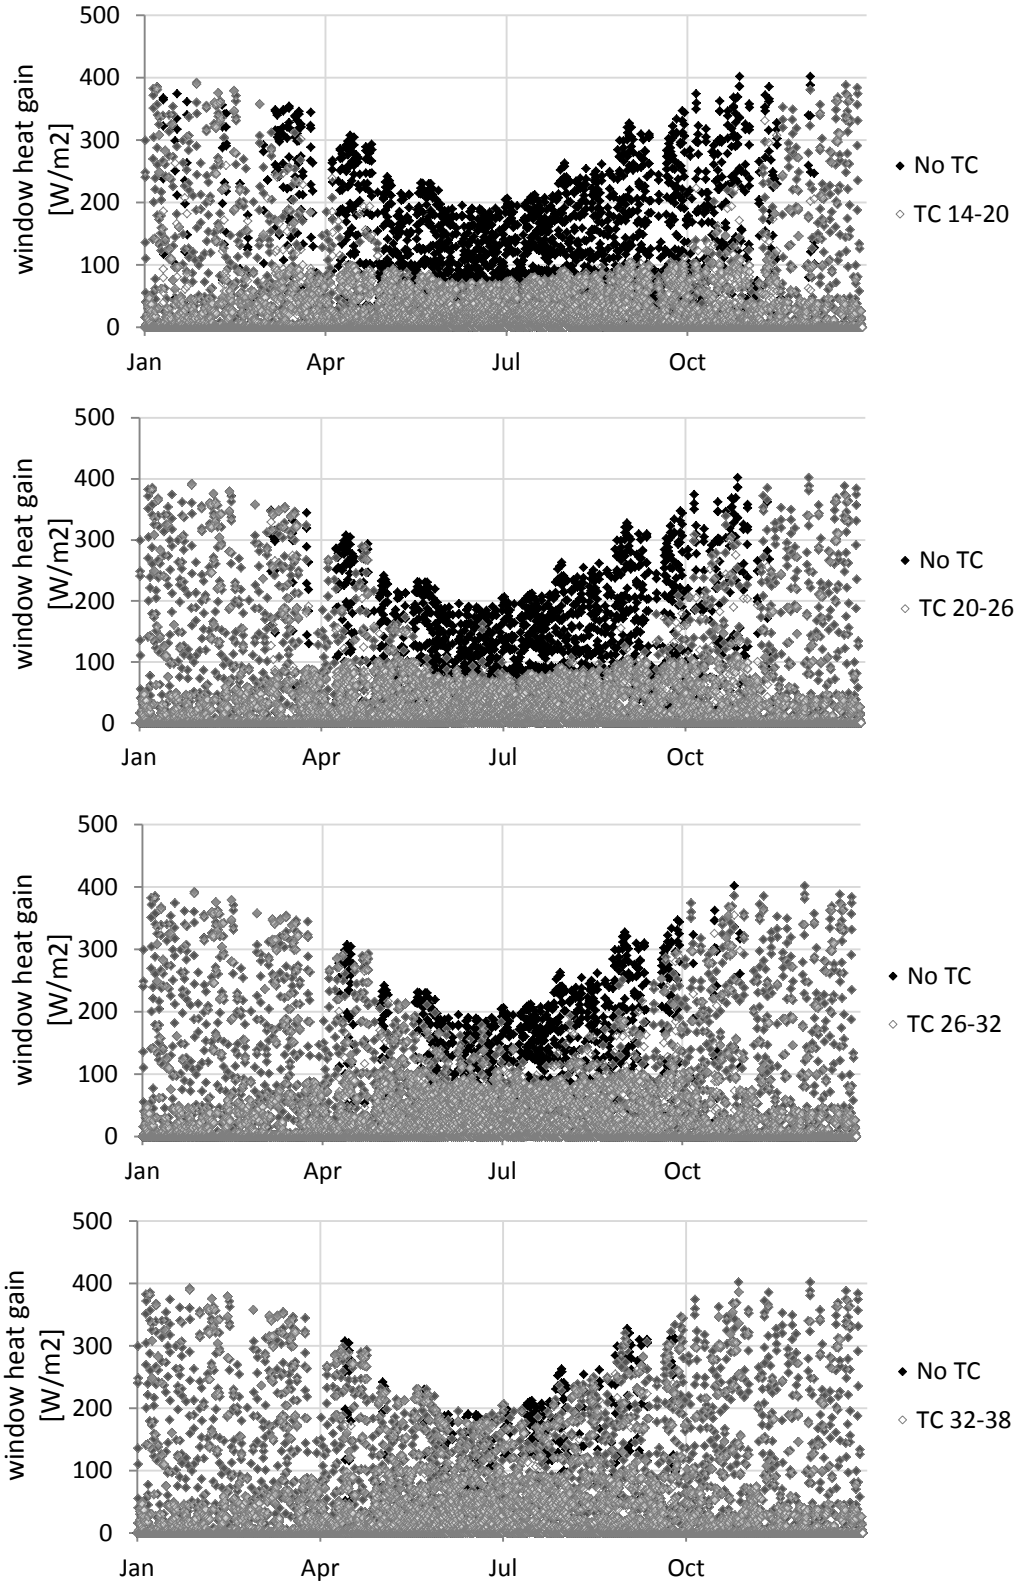 500
400
300
200
100
0
window heat gain
[W/m2]
Jan
Apr
Jul
Oct
No TC
TC 14-20
500
400
300
200
100
0
window heat gain
[W/m2]
Jan
Apr
Jul
Oct
No TC
TC 20-26
500
400
300
200
100
0
window heat gain
[W/m2]
Jan
Apr
Jul
Oct
No TC
TC 26-32
500
400
300
200
100
0
window heat gain
[W/m2]
Jan
Apr
Jul
Oct
No TC
TC 32-38